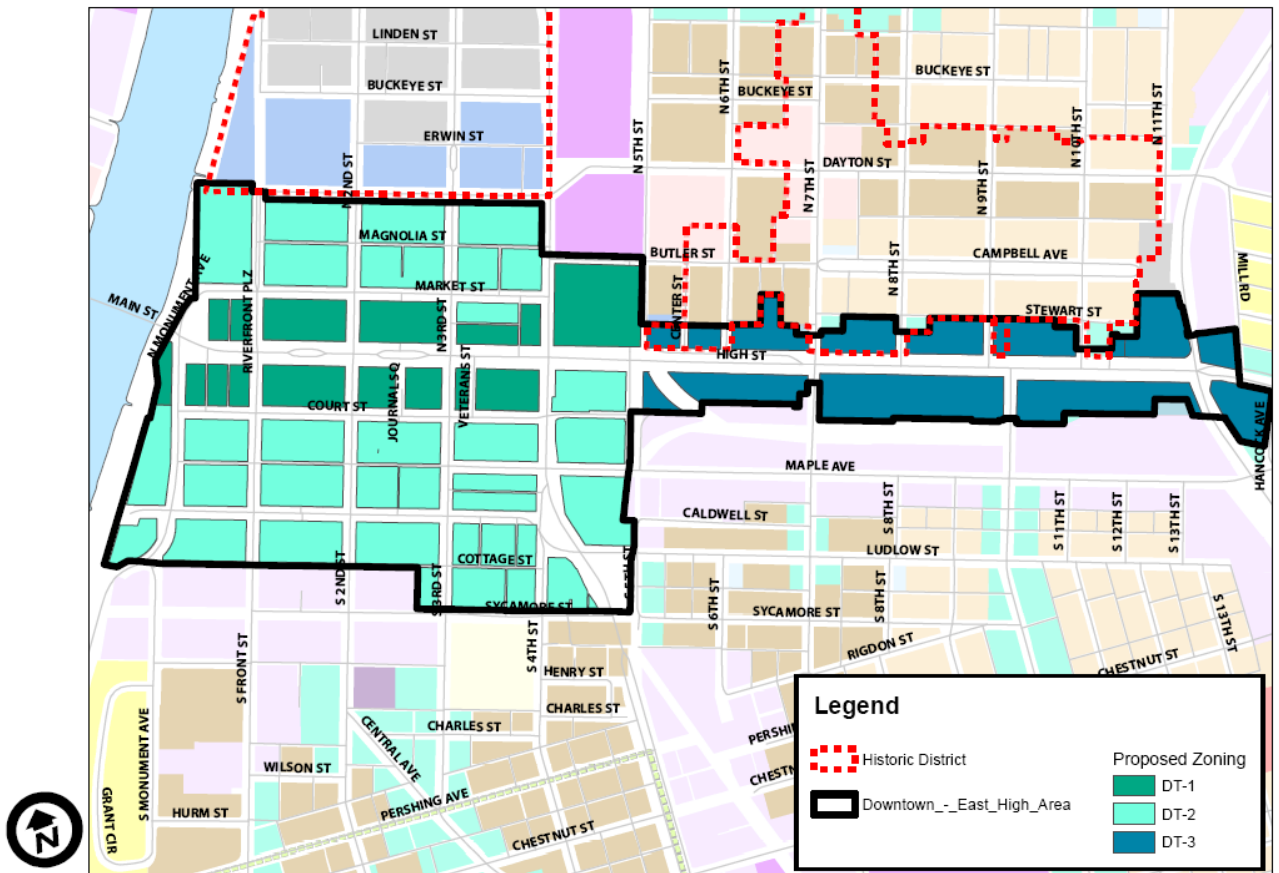 LINDEN ST
BUCKEYE ST
BUCKEYE ST
BUCKEYE ST
N 6TH ST
N 11TH ST
N 10TH ST
ERWIN ST
N 5TH ST
DAYTON ST
N 2ND ST
N 7TH ST
N 9TH ST
MAGNOLIA ST
BUTLER ST
CAMPBELL AVE
N 8TH ST
MILL RD
MARKET ST
MAIN ST
N MONUMENT AVE
RIVERFRONT PLZ
N 3RD ST
CENTER ST
STEWART ST
HIGH ST
VETERANS ST
JOURNAL SQ
COURT ST
HANCOCK AVE
MAPLE AVE
CALDWELL ST
S 8TH ST
S 11TH ST
S 12TH ST
S 13TH ST
LUDLOW ST
COTTAGE ST
S 2ND ST
S 3RD ST
S 5TH ST
SYCAMORE ST
S 6TH ST
SYCAMORE ST
S 8TH ST
S 13TH ST
RIGDON ST
CHESTNUT ST
S FRONT ST
S 4TH ST
HENRY ST
CHARLES ST
CHARLES ST
CENTRAL AVE
S MONUMENT AVE
WILSON ST
PERSHING AVE
HURM ST
GRANT CIR
CHESTNUT ST
PERSHI
CHESTN
Legend
Historic District
Downtown_-_East_High_Area
Proposed Zoning
DT-1
DT-2
DT-3
N